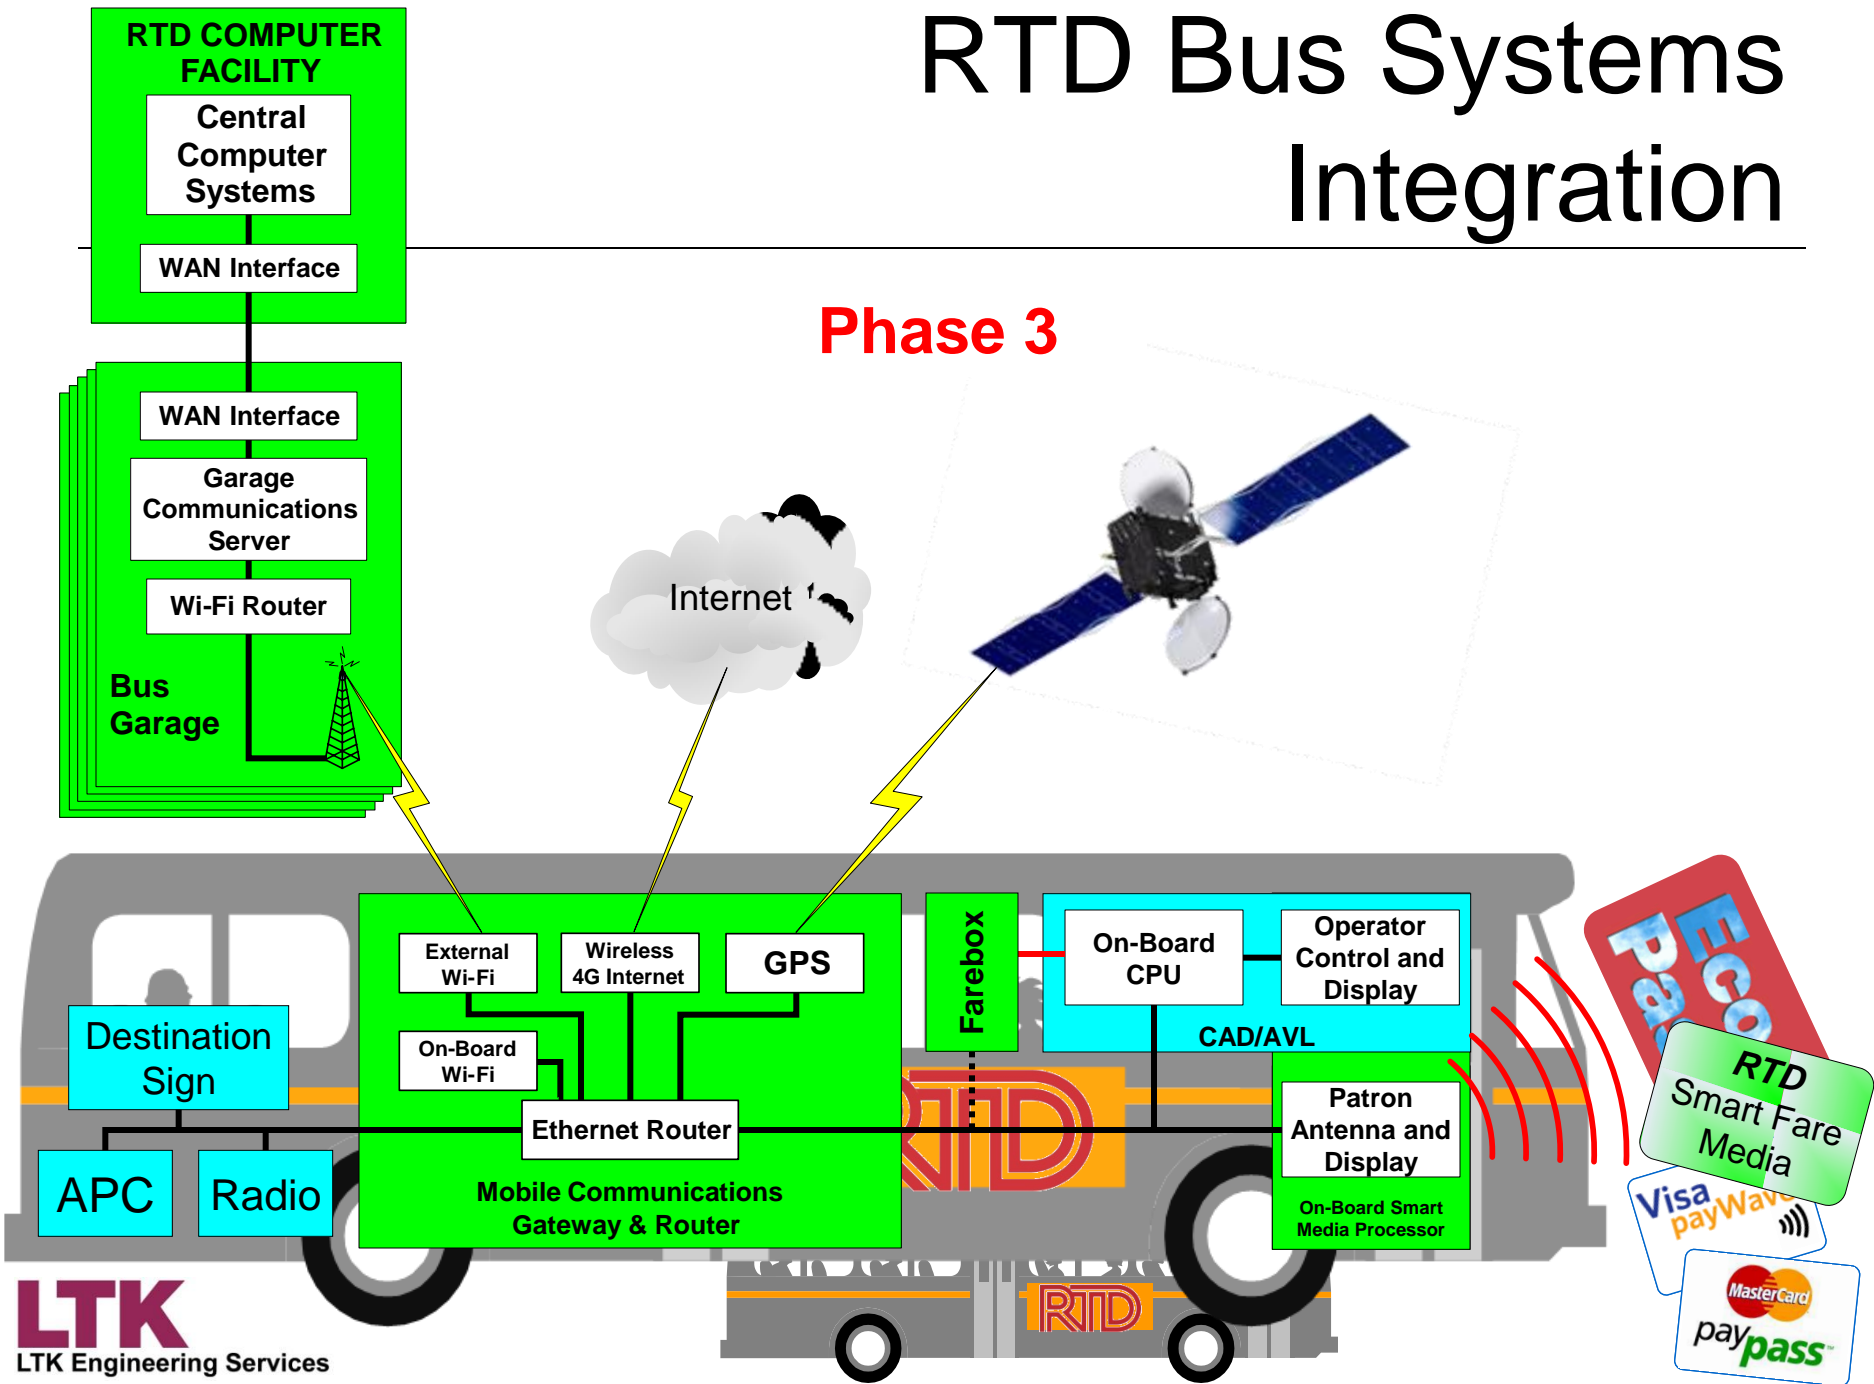 RTD Bus Systems
Integration
RTD COMPUTER
FACILITY
Central
Computer
Systems
WAN Interface
Phase 3
WAN Interface
Garage
Communications
Server
Wi-Fi Router
Bus
Garage
Internet
External
Wi-Fi
Wireless
4G Internet
GPS
On-Board
Wi-Fi
Ethernet Router
Mobile Communications
Gateway & Router
Destination
Sign
APC
Radio
Farebox
On-Board
CPU
Operator
Control and
Display
CAD/AVL
Patron
Antenna and
Display
On-Board Smart
Media Processor
RTD
Eco
Pas
RTD
Smart Fare
Media
Visa
payWave
MasterCard
paypass
RTD
LTK
LTK Engineering Services